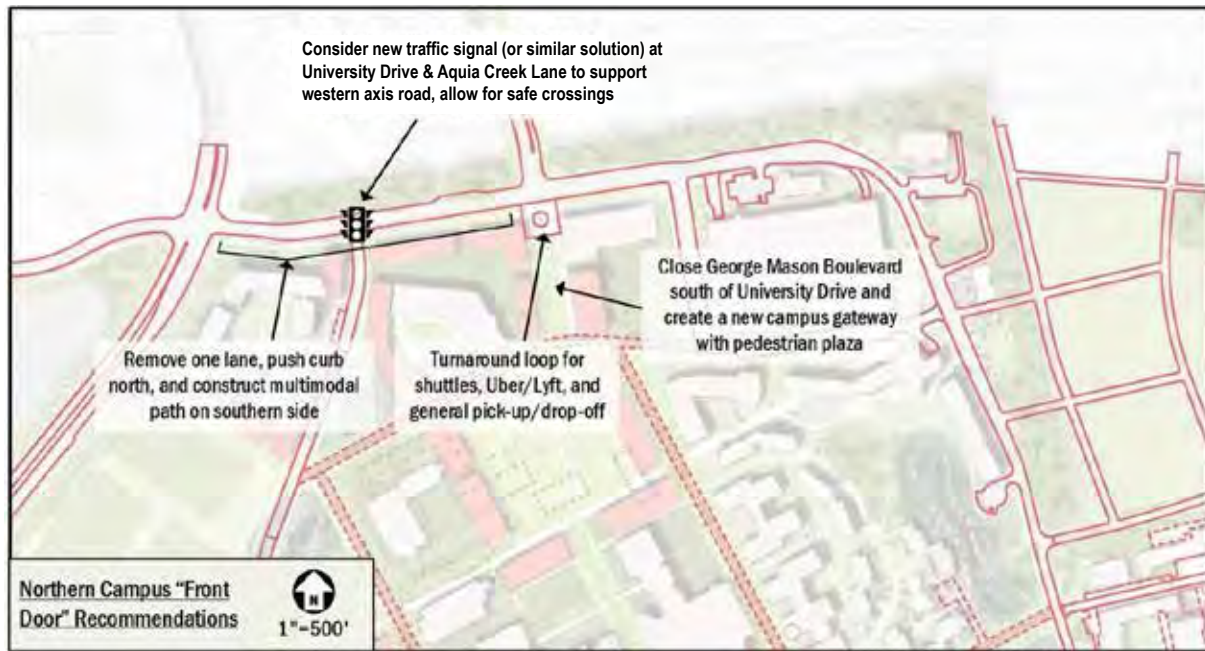 Consider new traffic signal (or similar solution) at
University Drive & Aquia Creek Lane to support
western axis road, allow for safe crossings
Close George Mason Boulevard
south of University Drive and
create a new campus gateway
with pedestrian plaza
Remove one lane, push curb
north, and construct multimodal
path on southern side
Turnaround loop for
shuttles, Uber/Lyft, and
general pick-up/drop-off
Northern Campus "Front
Door" Recommendations
N
1"=500'